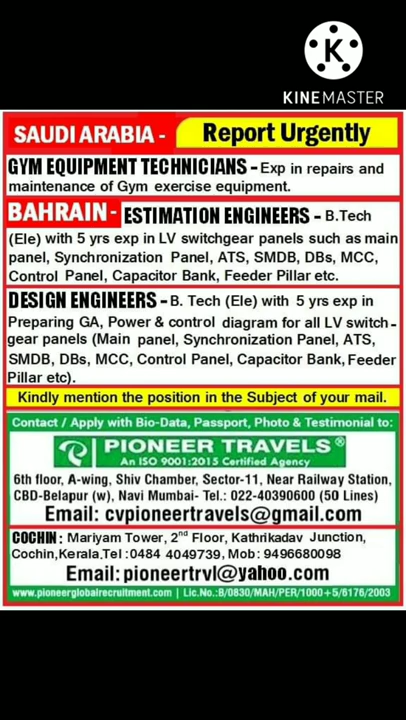 KINEMASTER
SAUDI ARABIA - Report Urgently
GYM EQUIPMENT TECHNICIANS - Exp in repairs and
maintenance of Gym exercise equipment.
BAHRAIN - ESTIMATION ENGINEERS - B.Tech
(Ele) with 5 yrs exp in LV switchgear panels such as main
panel, Synchronization Panel, ATS, SMDB, DBs, MCC,
Control Panel, Capacitor Bank, Feeder Pillar etc.
DESIGN ENGINEERS - B. Tech (Ele) with 5 yrs exp in
Preparing GA, Power & control diagram for all LV switch-
gear panels (Main panel, Synchronization Panel, ATS,
SMDB, DBs, MCC, Control Panel, Capacitor Bank, Feeder
Pillar etc).
Kindly mention the position in the Subject of your mail.
Contact / Apply with Bio-Data, Passport, Photo & Testimonial to:
PIONEER TRAVELS®
An ISO 9001:2015 Certified Agency
6th floor, A-wing, Shiv Chamber, Sector-11, Near Railway Station,
CBD-Belapur (w), Navi Mumbai- Tel.: 022-40390600 (50 Lines)
Email: cvpioneertravels@gmail.com
COCHIN: Mariyam Tower, 2nd Floor, Kathrikadav Junction,
Cochin,Kerala,Tel :0484 4049739, Mob: 9496680098
Email: pioneertrvl@yahoo.com
www.pioneerglobalrecruitment.com | Lic.No.:B/0830/MAH/PER/1000+5/6176/2003